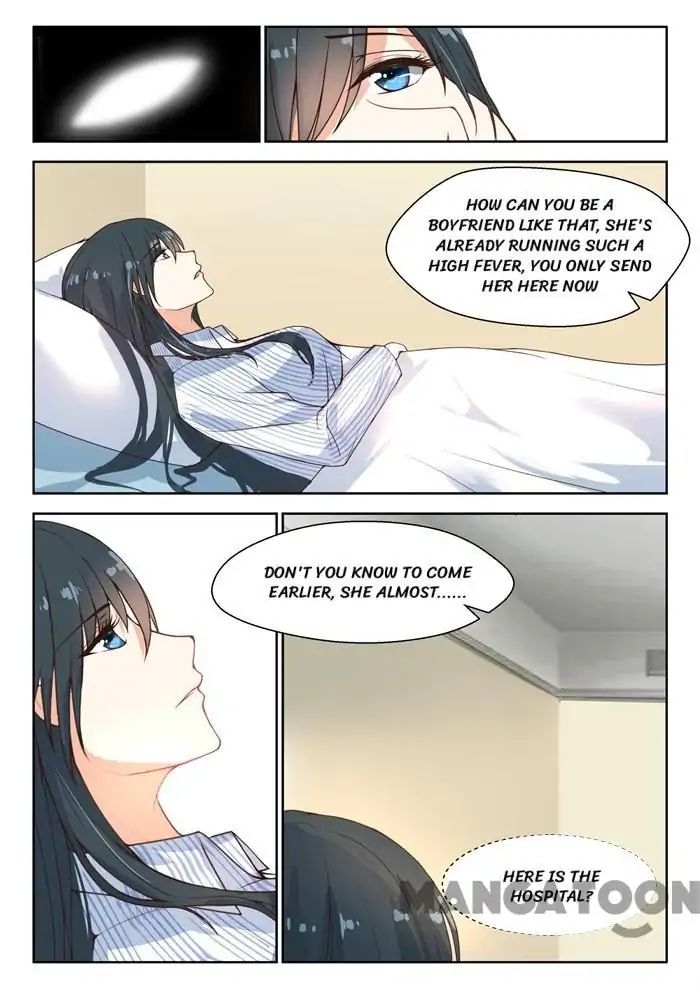 HOW CAN YOU BE A
BOYFRIEND LIKE THAT, SHE'S
ALREADY RUNNING SUCH A
HIGH FEVER, YOU ONLY SEND
HER HERE NOW
DON'T YOU KNOW TO COME
EARLIER, SHE ALMOST......
HERE IS THE
HOSPITAL?
MANGATOON